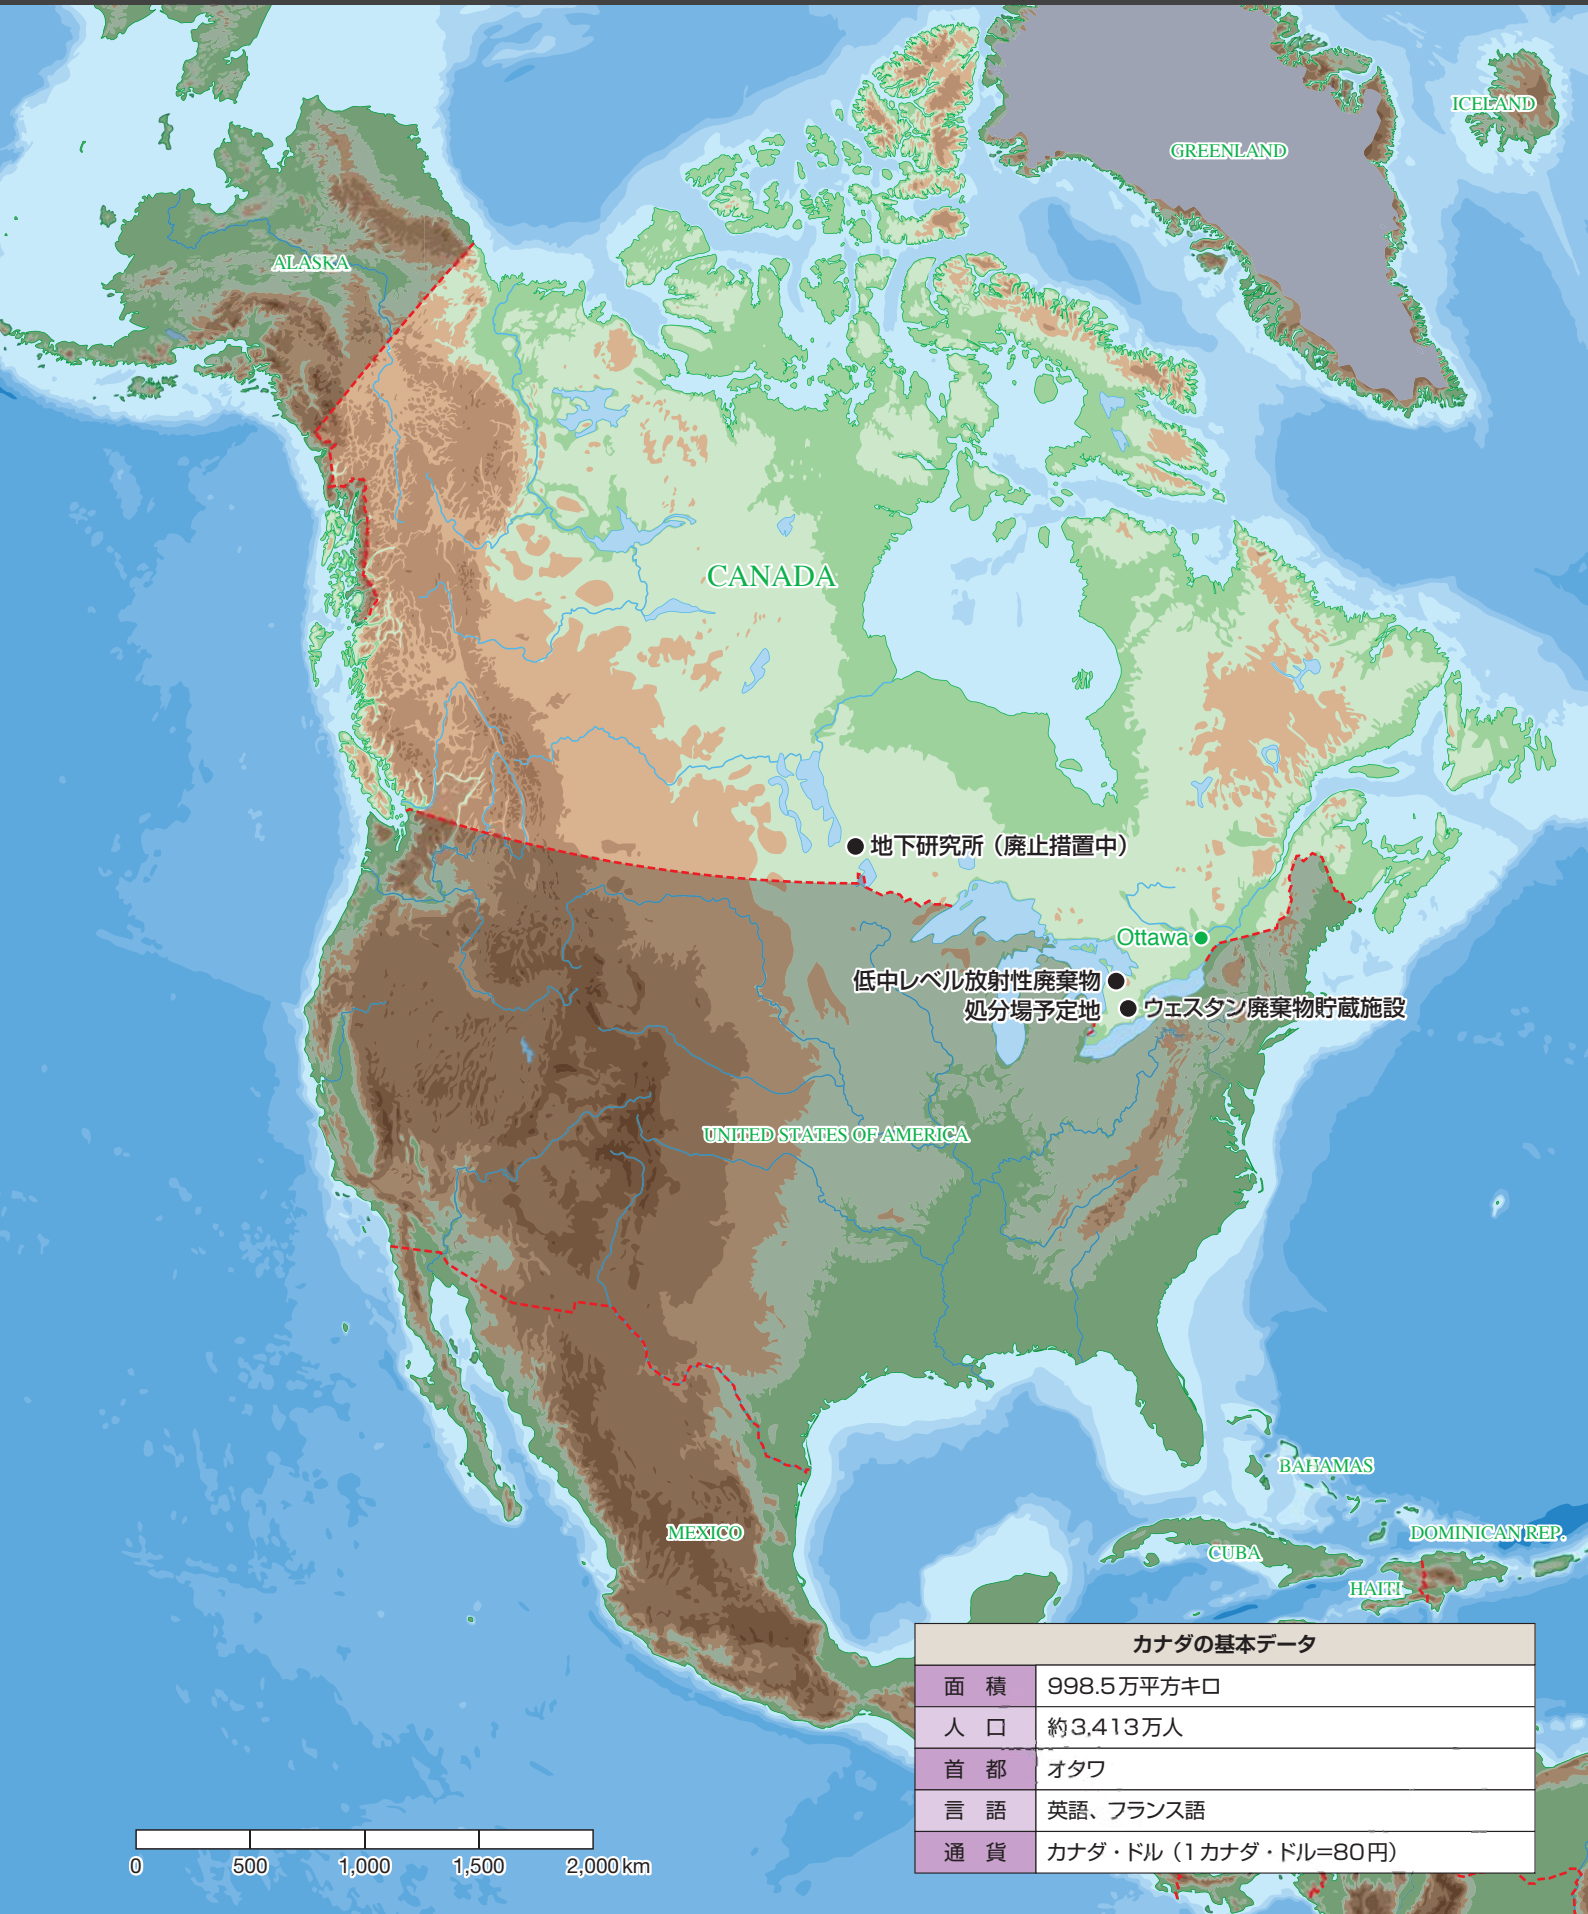 ICELAND
GREENLAND
ALASKA
CANADA
地下研究所（廃止措置中）
Ottawa
低中レベル放射性廃棄物
処分場予定地
ウェスタン廃棄物貯蔵施設
UNITED STATES OF AMERICA
BAHAMAS
MEXICO
DOMINICAN REP.
CUBA
HAITI
カナダの基本データ
面　積 998.5万平方キロ
人　口 約3,413万人
首　都 オタワ
言　語 英語、フランス語
通　貨 カナダ・ドル（1カナダ・ドル=80円）
0 500 1,000 1,500 2,000km